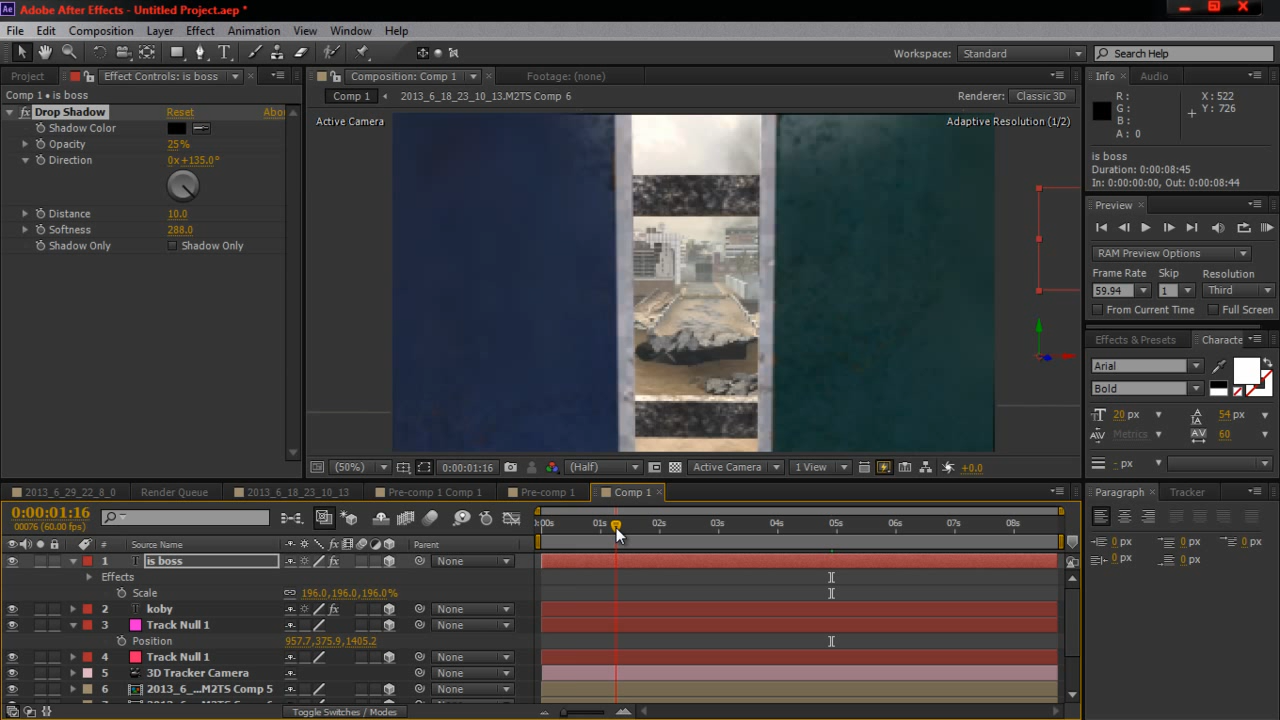 Adobe After Effects - Untitled Project.aep *
File Edit Composition Layer Effect Animation View Window Help
Workspace: Standard Search Help
Project Effect Controls: is boss
Comp 1 • is boss
fx Drop Shadow Reset Abou
Shadow Color
Opacity 25%
Direction 0x+135.0°
Distance 10.0
Softness 288.0
Shadow Only Shadow Only
Composition: Comp 1 Footage: (none)
Comp 1 2013_6_18_23_10_13.M2TS Comp 6 Renderer: Classic 3D
Active Camera Adaptive Resolution (1/2)
(50%) 0:00:01:16 (Half) Active Camera 1 View +0.0
Info Audio
R : X : 522
G : Y : 726
B :
A : 0
is boss
Duration: 0:00:08:45
In: 0:00:00:00, Out: 0:00:08:44
Preview
RAM Preview Options
Frame Rate Skip Resolution
59.94 1 Third
From Current Time Full Screen
Effects & Presets Characte
Arial
Bold
20 px 54 px
Metrics 60
- px
Paragraph Tracker
0 px 0 px 0 px
0 px 0 px
2013_6_29_22_8_0 Render Queue 2013_6_18_23_10_13 Pre-comp 1 Comp 1 Pre-comp 1 Comp 1
0:00:01:16
00076 (60.00 fps)
:00s 01s 02s 03s 04s 05s 06s 07s 08s
# Source Name Parent
1 T is boss None
Effects
Scale 196.0,196.0,196.0%
2 T koby None
3 Track Null 1 None
Position 957.7,375.9,1405.2
4 Track Null 1 None
5 3D Tracker Camera None
6 2013_6_...M2TS Comp 5 None
Toggle Switches / Modes